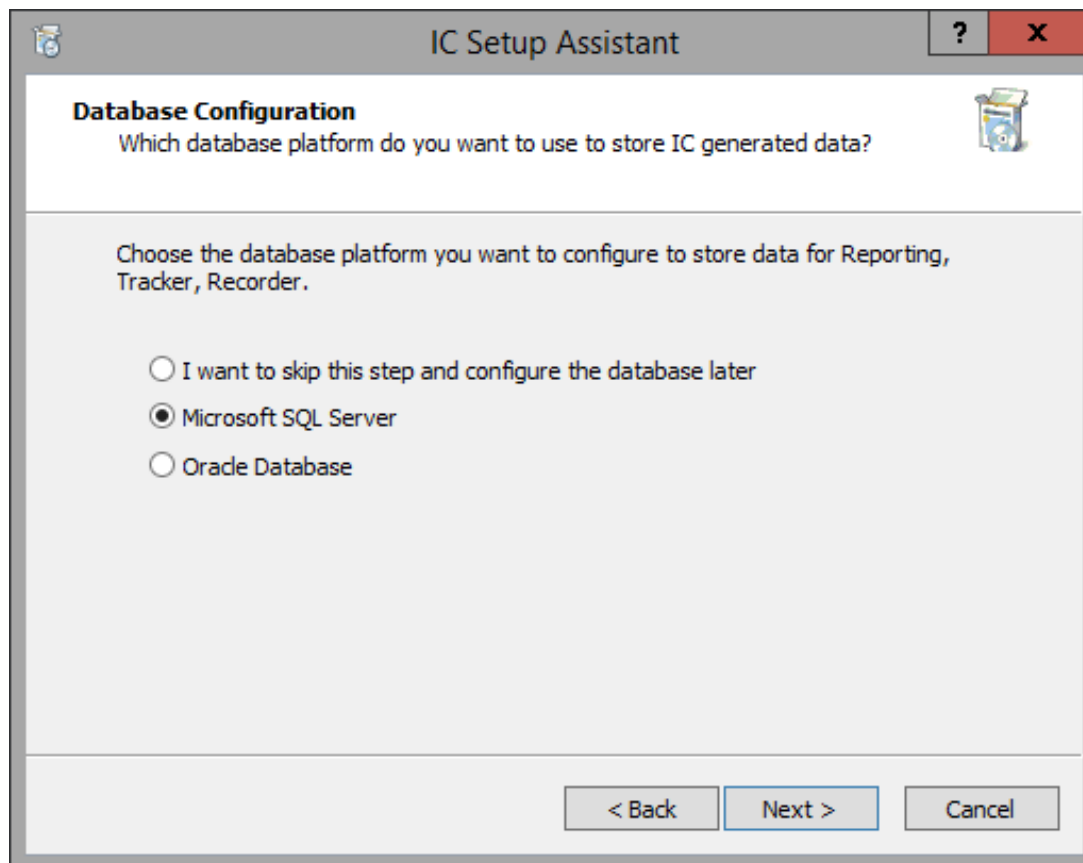 IC Setup Assistant
? x
Database Configuration
Which database platform do you want to use to store IC generated data?
Choose the database platform you want to configure to store data for Reporting,
Tracker, Recorder.
I want to skip this step and configure the database later
Microsoft SQL Server
Oracle Database
< Back Next > Cancel